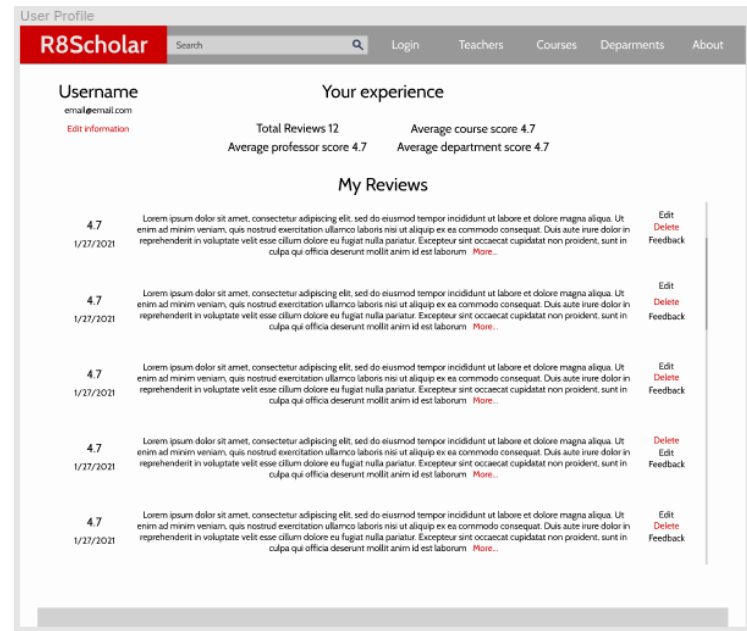 User Profile
R8Scholar
Search
Login
Teachers
Courses
Deparments
About
Username
email@email.com
Edit information
Your experience
Total Reviews 12
Average course score 4.7
Average professor score 4.7
Average department score 4.7
My Reviews
4.7
1/27/2021
Lorem ipsum dolor sit amet, consectetur adipiscing elit, sed do eiusmod tempor incididunt ut labore et dolore magna aliqua. Ut
enim ad minim veniam, quis nostrud exercitation ullamco laboris nisi ut aliquip ex ea commodo consequat. Duis aute irure dolor in
reprehenderit in voluptate velit esse cillum dolore eu fugiat nulla pariatur. Excepteur sint occaecat cupidatat non proident, sunt in
culpa qui officia deserunt mollit anim id est laborum More...
Edit
Delete
Feedback
4.7
1/27/2021
Lorem ipsum dolor sit amet, consectetur adipiscing elit, sed do eiusmod tempor incididunt ut labore et dolore magna aliqua. Ut
enim ad minim veniam, quis nostrud exercitation ullamco laboris nisi ut aliquip ex ea commodo consequat. Duis aute irure dolor in
reprehenderit in voluptate velit esse cillum dolore eu fugiat nulla pariatur. Excepteur sint occaecat cupidatat non proident, sunt in
culpa qui officia deserunt mollit anim id est laborum More...
Edit
Delete
Feedback
4.7
1/27/2021
Lorem ipsum dolor sit amet, consectetur adipiscing elit, sed do eiusmod tempor incididunt ut labore et dolore magna aliqua. Ut
enim ad minim veniam, quis nostrud exercitation ullamco laboris nisi ut aliquip ex ea commodo consequat. Duis aute irure dolor in
reprehenderit in voluptate velit esse cillum dolore eu fugiat nulla pariatur. Excepteur sint occaecat cupidatat non proident, sunt in
culpa qui officia deserunt mollit anim id est laborum More...
Edit
Delete
Feedback
4.7
1/27/2021
Lorem ipsum dolor sit amet, consectetur adipiscing elit, sed do eiusmod tempor incididunt ut labore et dolore magna aliqua. Ut
enim ad minim veniam, quis nostrud exercitation ullamco laboris nisi ut aliquip ex ea commodo consequat. Duis aute irure dolor in
reprehenderit in voluptate velit esse cillum dolore eu fugiat nulla pariatur. Excepteur sint occaecat cupidatat non proident, sunt in
culpa qui officia deserunt mollit anim id est laborum More...
Delete
Edit
Feedback
4.7
1/27/2021
Lorem ipsum dolor sit amet, consectetur adipiscing elit, sed do eiusmod tempor incididunt ut labore et dolore magna aliqua. Ut
enim ad minim veniam, quis nostrud exercitation ullamco laboris nisi ut aliquip ex ea commodo consequat. Duis aute irure dolor in
reprehenderit in voluptate velit esse cillum dolore eu fugiat nulla pariatur. Excepteur sint occaecat cupidatat non proident, sunt in
culpa qui officia deserunt mollit anim id est laborum More...
Edit
Delete
Feedback